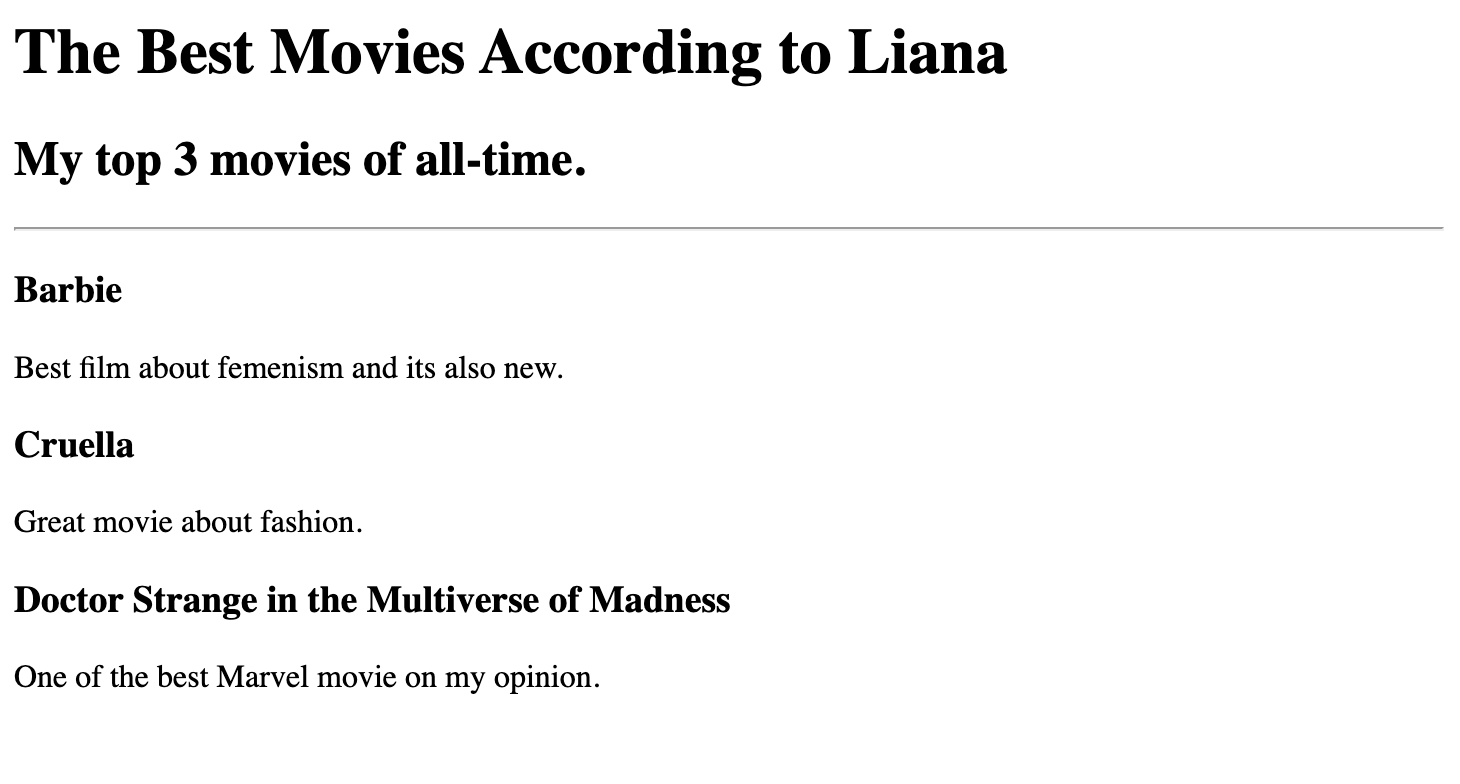 The Best Movies According to Liana
My top 3 movies of all-time.
Barbie
Best film about femenism and its also new.
Cruella
Great movie about fashion.
Doctor Strange in the Multiverse of Madness
One of the best Marvel movie on my opinion.